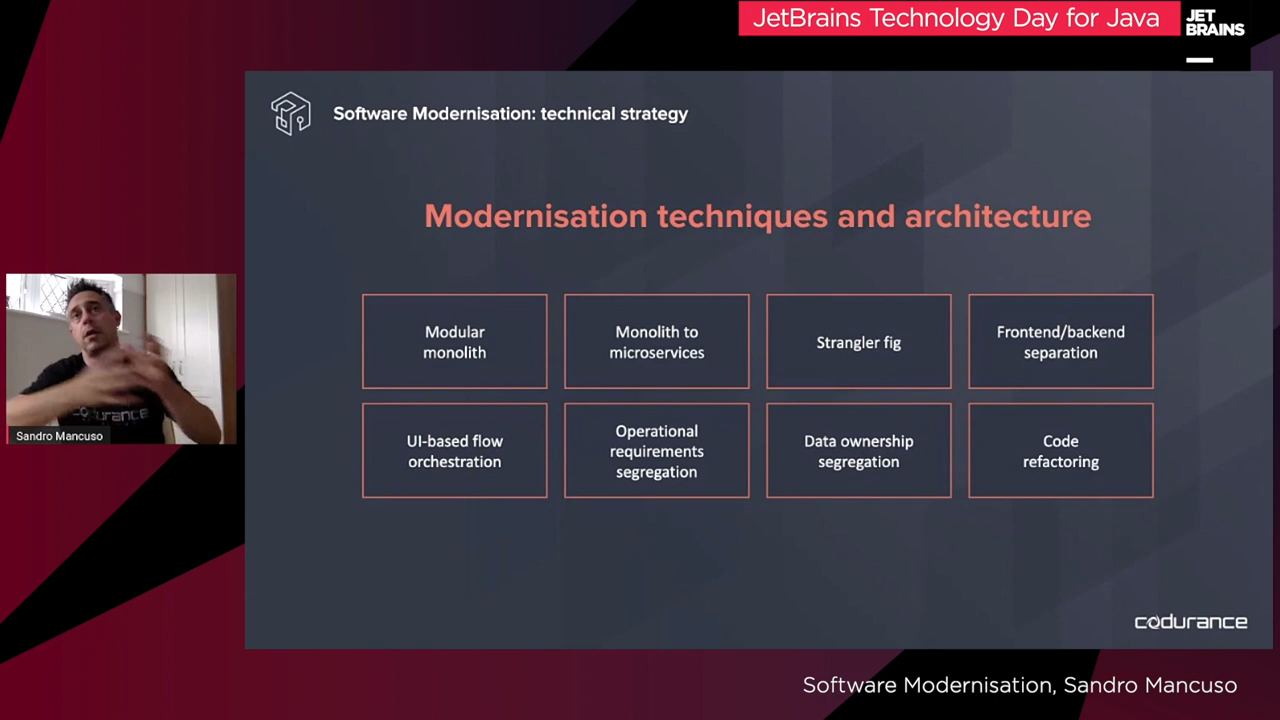 JetBrains Technology Day for Java
JET
BRAINS
Software Modernisation: technical strategy
Modernisation techniques and architecture
Modular
monolith
Monolith to
microservices
Strangler fig
Frontend/backend
separation
UI-based flow
orchestration
Operational
requirements
segregation
Data ownership
segregation
Code
refactoring
codurance
Sandro Mancuso
codurance
Software Modernisation, Sandro Mancuso